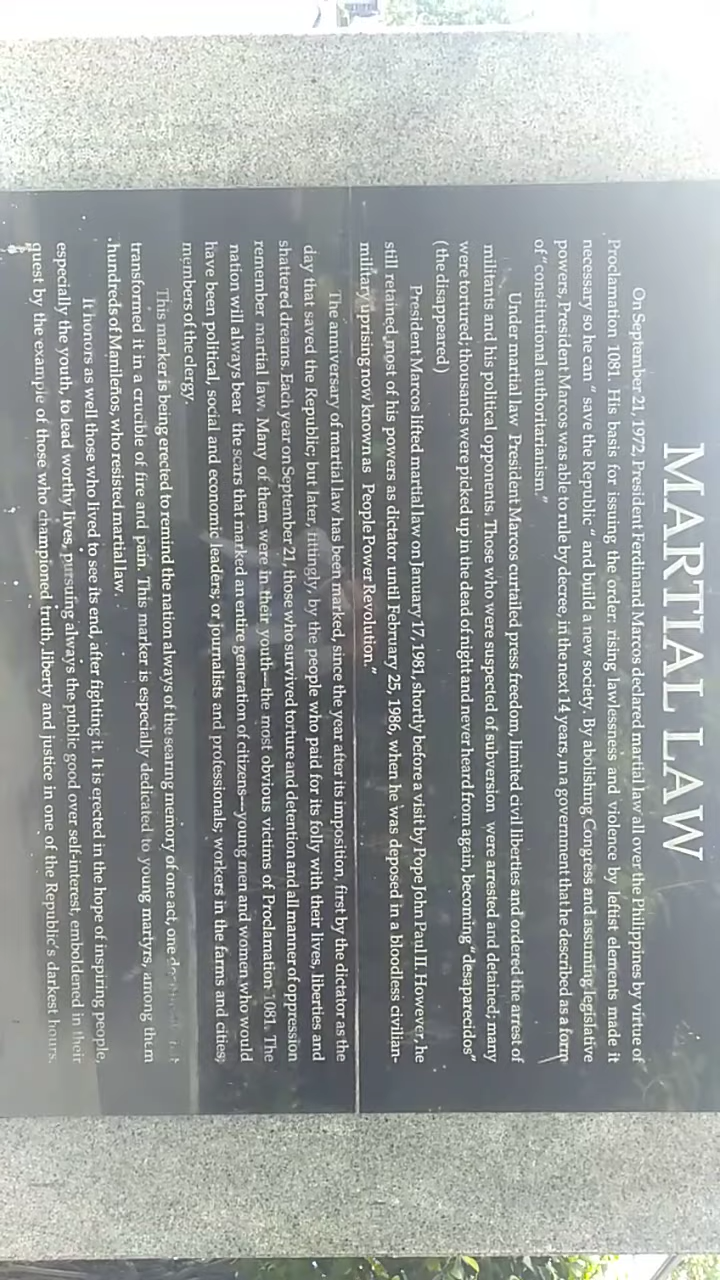 MARTIAL LAW
On September 21, 1972, President Ferdinand Marcos declared martial law all over the Philippines by virtue of
Proclamation 1081. His basis for issuing the order: rising lawlessness and violence by leftist elements made it
necessary so he can " save the Republic " and build a new society. By abolishing Congress and assuming legislative
powers, President Marcos was able to rule by decree, in the next 14 years, in a government that he described as a form
of "constitutional authoritarianism."
Under martial law President Marcos curtailed press freedom, limited civil liberties and ordered the arrest of
militants and his political opponents. Those who were suspected of subversion were arrested and detained; many
were tortured; thousands were picked up in the dead of night and never heard from again, becoming "desaparecidos"
(the disappeared)
President Marcos lifted martial law on January 17, 1981, shortly before a visit by Pope John Paul II. However, he
still retained most of his powers as dictator until February 25, 1986, when he was deposed in a bloodless civilian-
military uprising now known as People Power Revolution."
The anniversary of martial law has been marked, since the year after its imposition, first by the dictator as the
day that saved the Republic; but later, fittingly, by the people who paid for its folly with their lives, liberties and
shattered dreams. Each year on September 21, those who survived torture and detention and all manner of oppression
remember martial law. Many of them were in their youth—the most obvious victims of Proclamation 1081. The
nation will always bear the scars that marked an entire generation of citizens—young men and women who would
have been political, social and economic leaders; or journalists and professionals; workers in the farms and cities;
members of the clergy.
This marker is being erected to remind the nation always of the searing memory of one act, one
transformed it in a crucible of fire and pain. This marker is especially dedicated to young martyrs, among them
hundreds of Manileños, who resisted martial law.
It honors as well those who lived to see its end, after fighting it. It is erected in the hope of inspiring people,
especially the youth, to lead worthy lives, pursuing always the public good over self-interest, emboldened in their
quest by the example of those who championed truth, liberty and justice in one of the Republic's darkest hours.